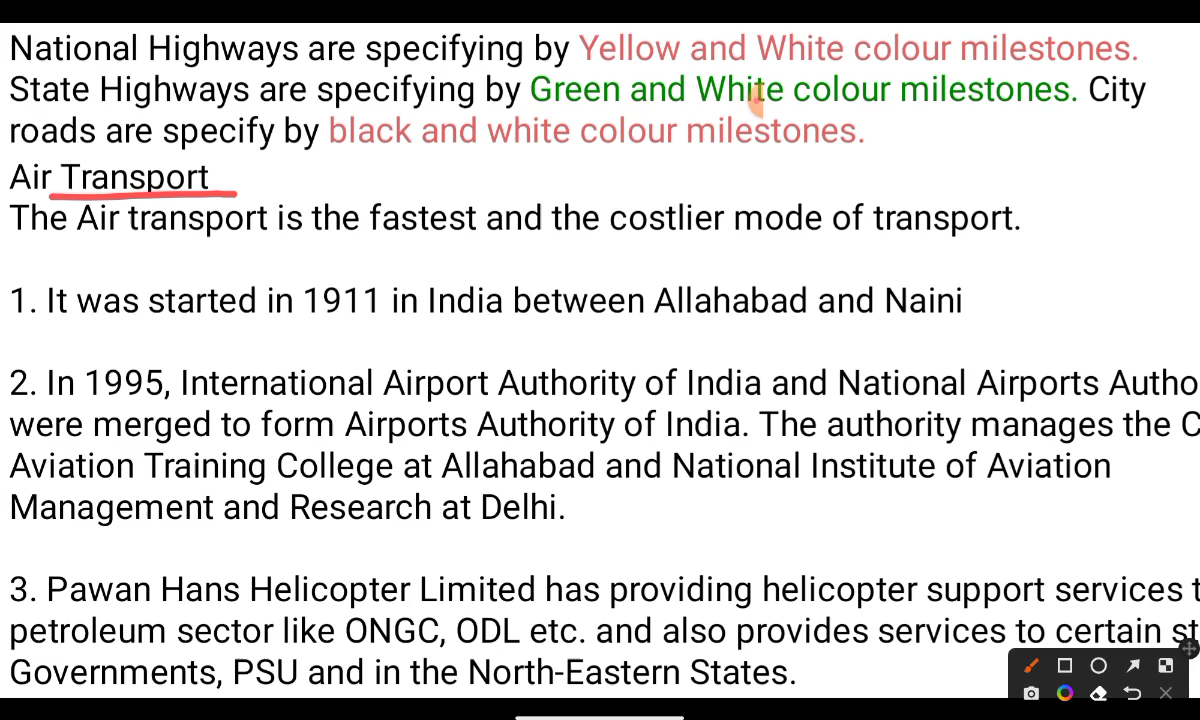 National Highways are specifying by Yellow and White colour milestones.
State Highways are specifying by Green and White colour milestones. City
roads are specify by black and white colour milestones.
Air Transport
The Air transport is the fastest and the costlier mode of transport.
1. It was started in 1911 in India between Allahabad and Naini
2. In 1995, International Airport Authority of India and National Airports Autho
were merged to form Airports Authority of India. The authority manages the C
Aviation Training College at Allahabad and National Institute of Aviation
Management and Research at Delhi.
3. Pawan Hans Helicopter Limited has providing helicopter support services t
petroleum sector like ONGC, ODL etc. and also provides services to certain st
Governments, PSU and in the North-Eastern States.